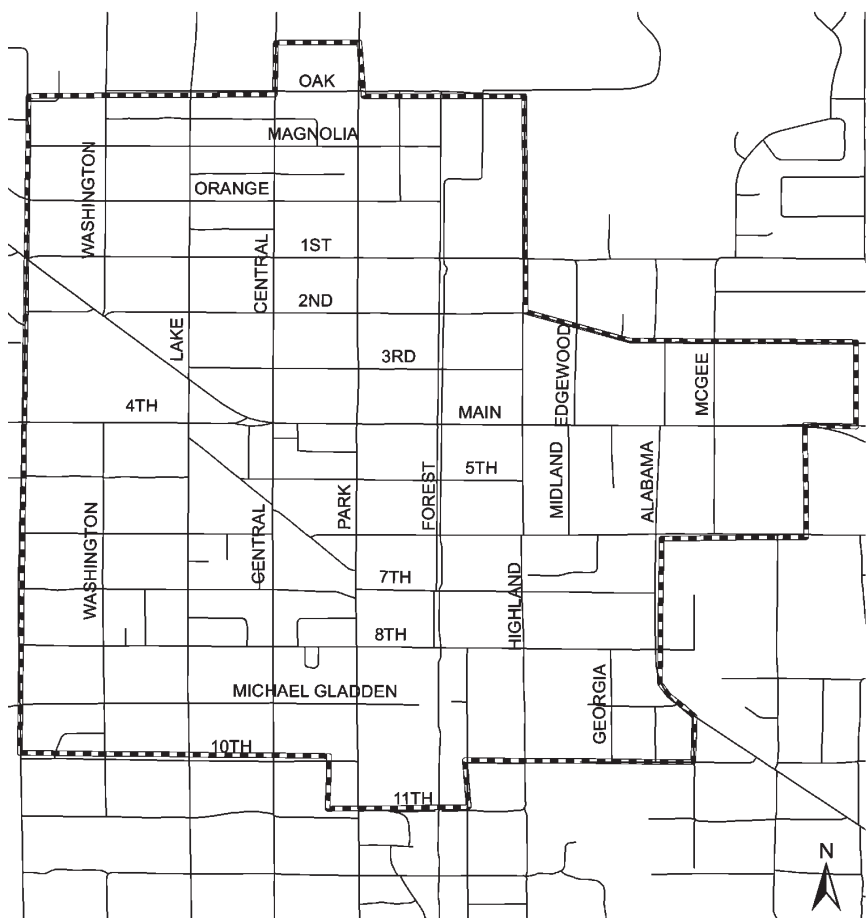 OAK
MAGNOLIA
WASHINGTON
ORANGE
1ST
CENTRAL
2ND
LAKE
3RD
EDGEWOOD
MCGEE
4TH
MAIN
5TH
MIDLAND
ALABAMA
PARK
FOREST
WASHINGTON
CENTRAL
7TH
HIGHLAND
8TH
MICHAEL GLADDEN
GEORGIA
10TH
11TH
N